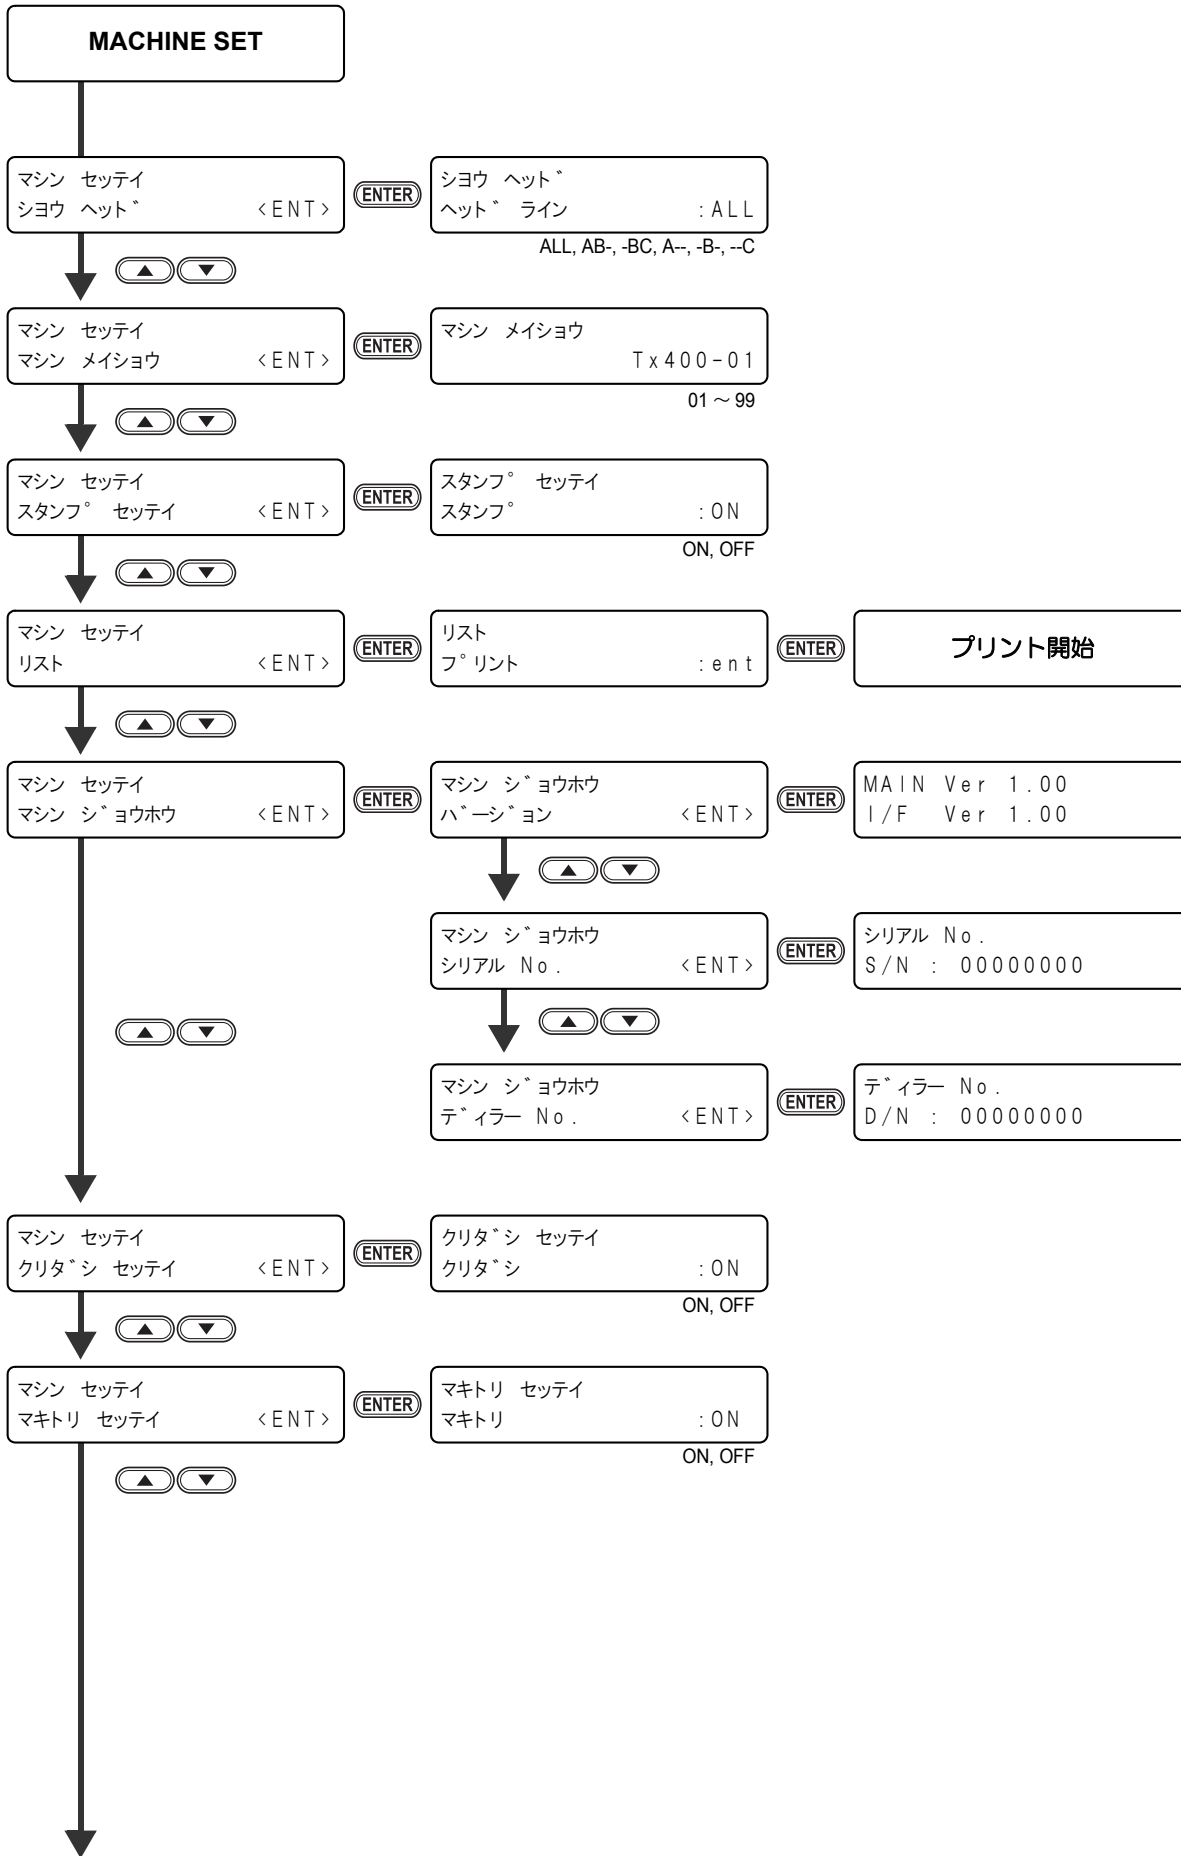 MACHINE SET
マシン セッテイ
シヨウ ヘッド <ENT>
ENTER
シヨウ ヘッド
ヘッド ライン :ALL
ALL, AB-, -BC, A--, -B-, --C
マシン セッテイ
マシン メイショウ <ENT>
ENTER
マシン メイショウ
Tx400-01
01 ～ 99
マシン セッテイ
スタンプ セッテイ <ENT>
ENTER
スタンプ セッテイ
スタンプ :ON
ON, OFF
マシン セッテイ
リスト <ENT>
ENTER
リスト
プリント :ent
ENTER
プリント開始
マシン セッテイ
マシン ジョウホウ <ENT>
ENTER
マシン ジョウホウ
バージョン <ENT>
ENTER
MAIN Ver 1.00
I/F Ver 1.00
マシン ジョウホウ
シリアル No. <ENT>
ENTER
シリアル No.
S/N : 00000000
マシン ジョウホウ
ディラー No. <ENT>
ENTER
ディラー No.
D/N : 00000000
マシン セッテイ
クリダシ セッテイ <ENT>
ENTER
クリダシ セッテイ
クリダシ :ON
ON, OFF
マシン セッテイ
マキトリ セッテイ <ENT>
ENTER
マキトリ セッテイ
マキトリ :ON
ON, OFF